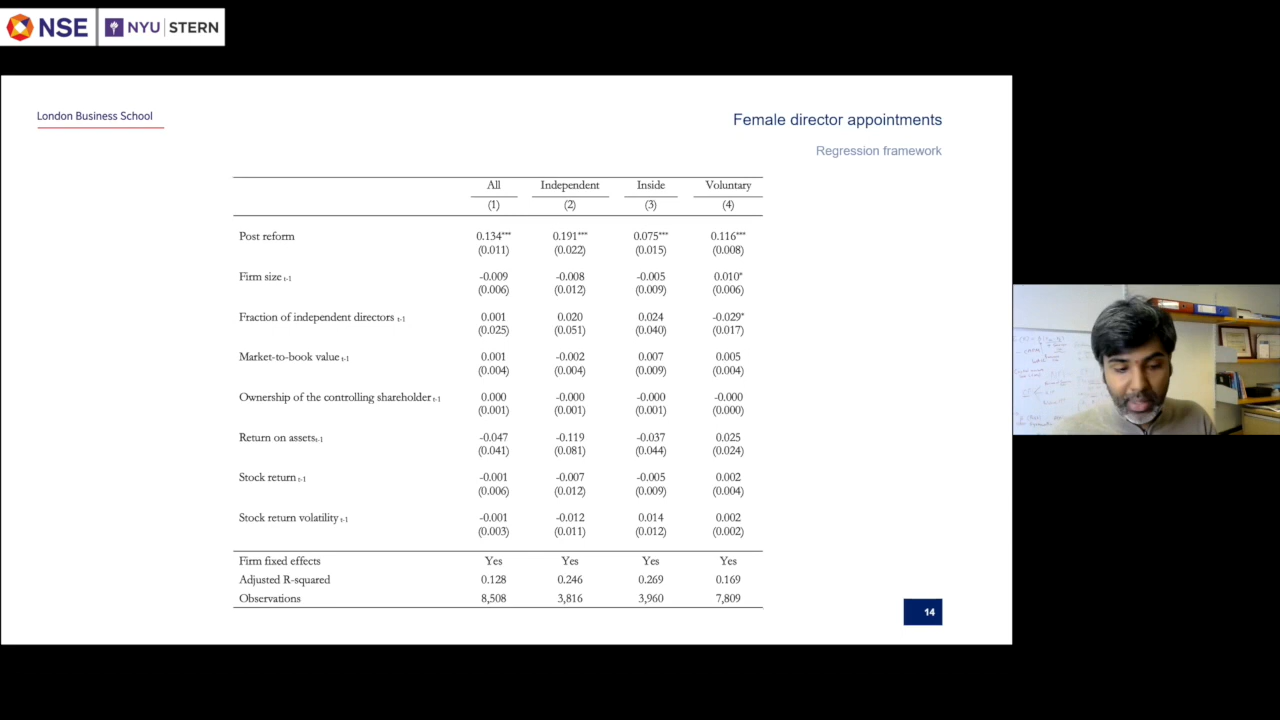 NSE NYU STERN
London Business School
Female director appointments
Regression framework
All Independent Inside Voluntary
(1) (2) (3) (4)
Post reform 0.134*** 0.191*** 0.075*** 0.116***
(0.011) (0.022) (0.015) (0.008)
Firm size t-1 -0.009 -0.008 -0.005 0.010*
(0.006) (0.012) (0.009) (0.006)
Fraction of independent directors t-1 0.001 0.020 0.024 -0.029*
(0.025) (0.051) (0.040) (0.017)
Market-to-book value t-1 0.001 -0.002 0.007 0.005
(0.004) (0.004) (0.009) (0.004)
Ownership of the controlling shareholder t-1 0.000 -0.000 -0.000 -0.000
(0.001) (0.001) (0.001) (0.000)
Return on assets t-1 -0.047 -0.119 -0.037 0.025
(0.041) (0.081) (0.044) (0.024)
Stock return t-1 -0.001 -0.007 -0.005 0.002
(0.006) (0.012) (0.009) (0.004)
Stock return volatility t-1 -0.001 -0.012 0.014 0.002
(0.003) (0.011) (0.012) (0.002)
Firm fixed effects Yes Yes Yes Yes
Adjusted R-squared 0.128 0.246 0.269 0.169
Observations 8,508 3,816 3,960 7,809
14